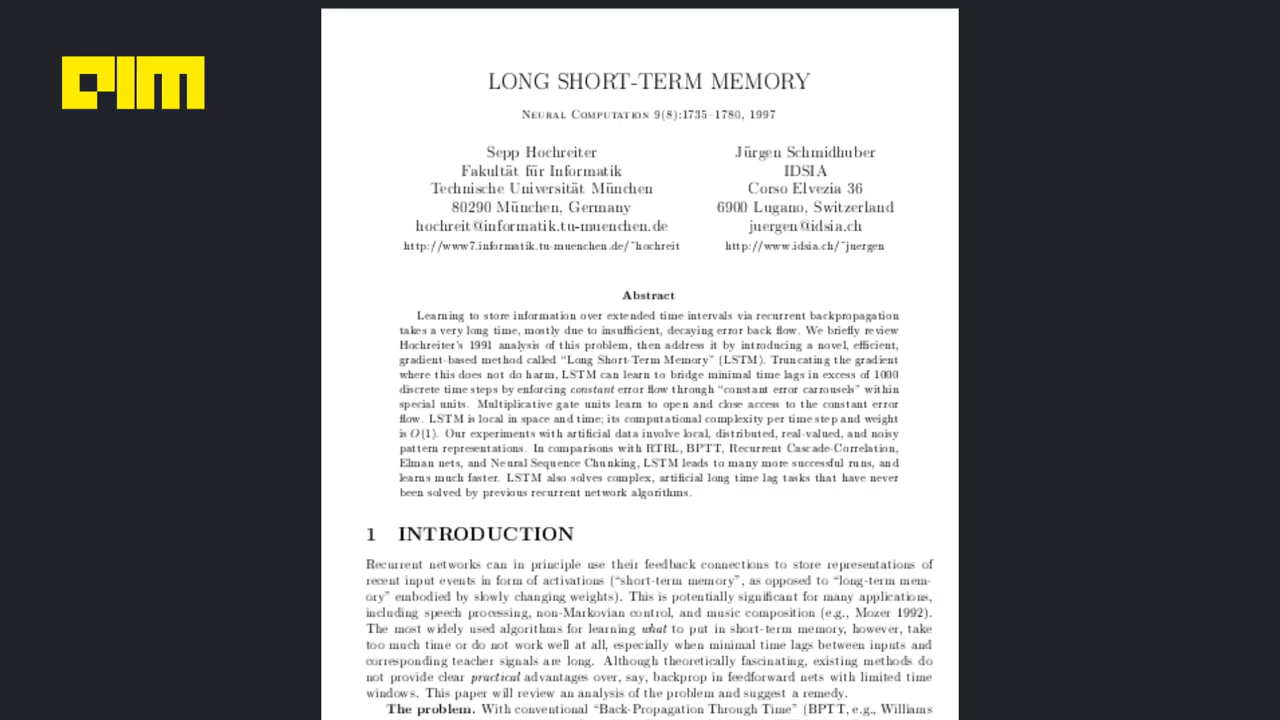 AIM
LONG SHORT-TERM MEMORY
NEURAL COMPUTATION 9(8):1735–1780, 1997
Sepp Hochreiter
Fakultät für Informatik
Technische Universität München
80290 München, Germany
hochreit@informatik.tu-muenchen.de
http://www7.informatik.tu-muenchen.de/~hochreit
Jürgen Schmidhuber
IDSIA
Corso Elvezia 36
6900 Lugano, Switzerland
juergen@idsia.ch
http://www.idsia.ch/~juergen
Abstract
Learning to store information over extended time intervals via recurrent backpropagation
takes a very long time, mostly due to insufficient, decaying error back flow. We briefly review
Hochreiter's 1991 analysis of this problem, then address it by introducing a novel, efficient,
gradient-based method called “Long Short-Term Memory” (LSTM). Truncating the gradient
where this does not do harm, LSTM can learn to bridge minimal time lags in excess of 1000
discrete time steps by enforcing constant error flow through “constant error carrousels” within
special units. Multiplicative gate units learn to open and close access to the constant error
flow. LSTM is local in space and time; its computational complexity per time step and weight
is O(1). Our experiments with artificial data involve local, distributed, real-valued, and noisy
pattern representations. In comparisons with RTRL, BPTT, Recurrent Cascade-Correlation,
Elman nets, and Neural Sequence Chunking, LSTM leads to many more successful runs, and
learns much faster. LSTM also solves complex, artificial long time lag tasks that have never
been solved by previous recurrent network algorithms.
1 INTRODUCTION
Recurrent networks can in principle use their feedback connections to store representations of
recent input events in form of activations (“short-term memory”, as opposed to “long-term mem-
ory” embodied by slowly changing weights). This is potentially significant for many applications,
including speech processing, non-Markovian control, and music composition (e.g., Mozer 1992).
The most widely used algorithms for learning what to put in short-term memory, however, take
too much time or do not work well at all, especially when minimal time lags between inputs and
corresponding teacher signals are long. Although theoretically fascinating, existing methods do
not provide clear practical advantages over, say, backprop in feedforward nets with limited time
windows. This paper will review an analysis of the problem and suggest a remedy.
The problem. With conventional “Back-Propagation Through Time” (BPTT, e.g., Williams